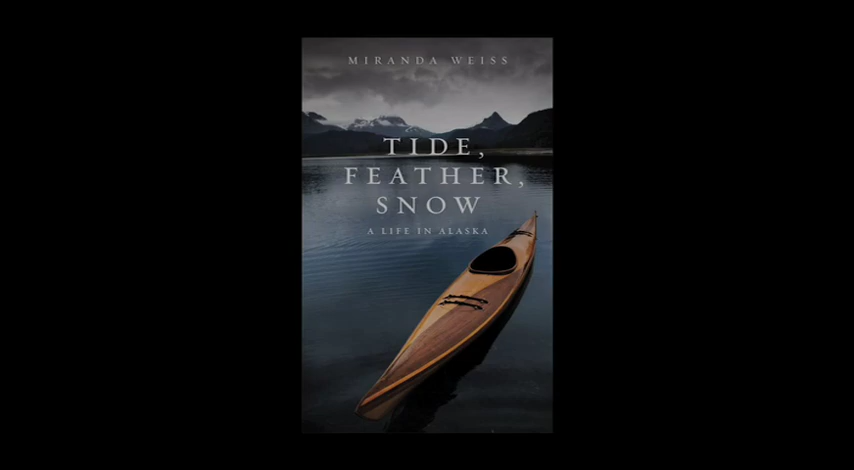 MIRANDA WEISS
TIDE,
FEATHER,
SNOW
A LIFE IN ALASKA